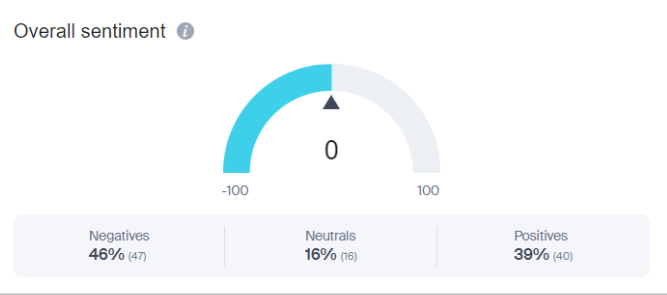 Overall sentiment i
0
-100 100
Negatives Neutrals Positives
46% (47) 16% (16) 39% (40)